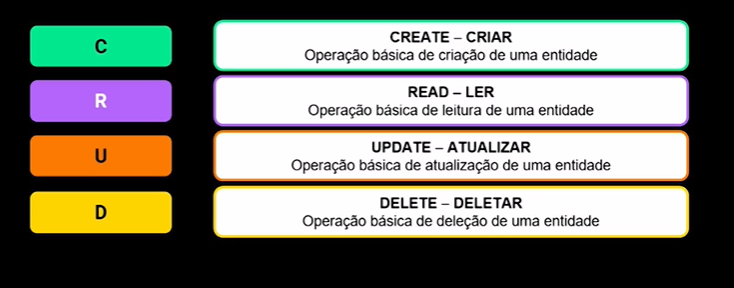 C
CREATE – CRIAR
Operação básica de criação de uma entidade
R
READ – LER
Operação básica de leitura de uma entidade
U
UPDATE – ATUALIZAR
Operação básica de atualização de uma entidade
D
DELETE – DELETAR
Operação básica de deleção de uma entidade